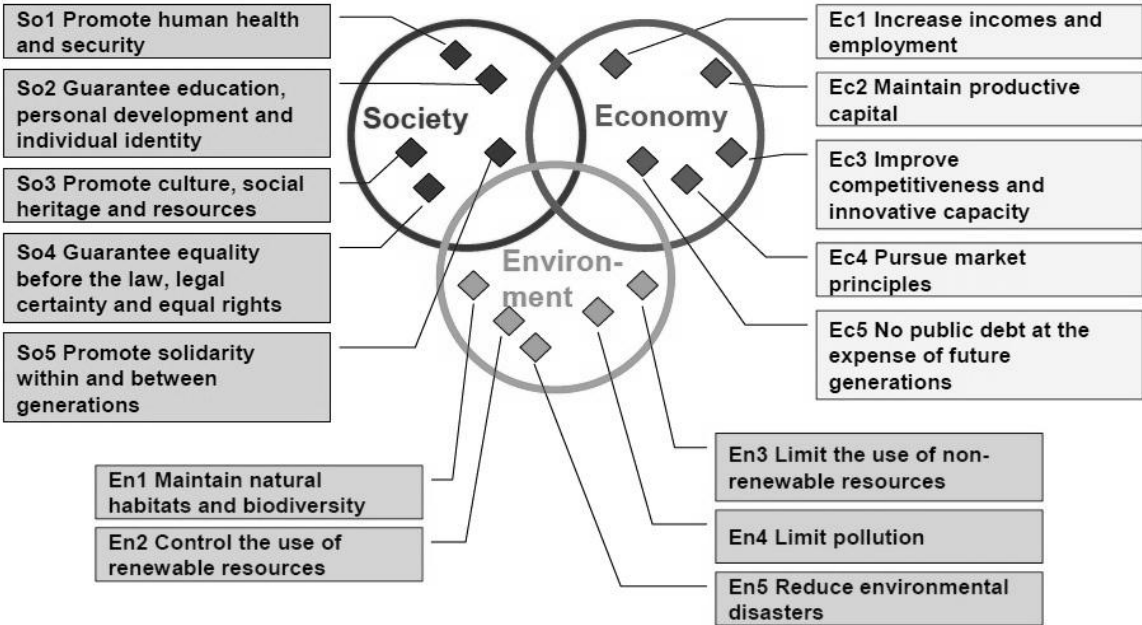 So1 Promote human health
and security
So2 Guarantee education,
personal development and
individual identity
So3 Promote culture, social
heritage and resources
So4 Guarantee equality
before the law, legal
certainty and equal rights
So5 Promote solidarity
within and between
generations
Society
Economy
Environ-
ment
Ec1 Increase incomes and
employment
Ec2 Maintain productive
capital
Ec3 Improve
competitiveness and
innovative capacity
Ec4 Pursue market
principles
Ec5 No public debt at the
expense of future
generations
En1 Maintain natural
habitats and biodiversity
En2 Control the use of
renewable resources
En3 Limit the use of non-
renewable resources
En4 Limit pollution
En5 Reduce environmental
disasters